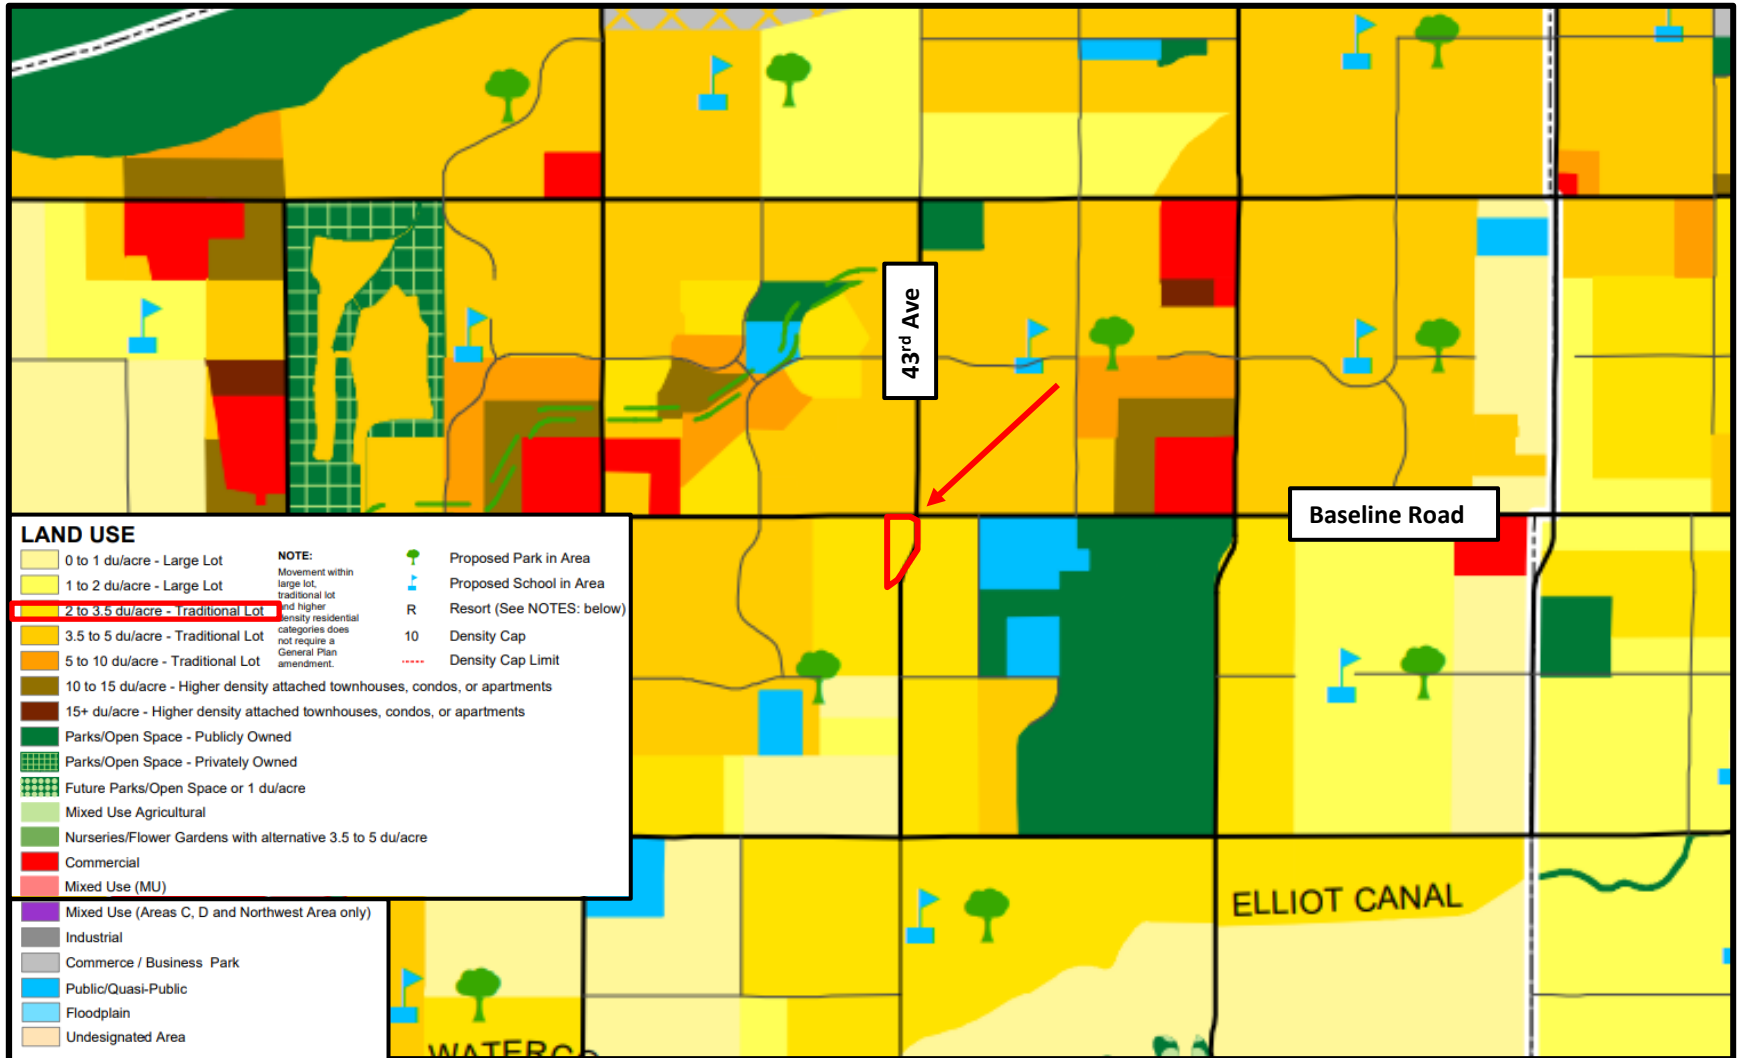 43rd Ave
Baseline Road
LAND USE
0 to 1 du/acre - Large Lot
1 to 2 du/acre - Large Lot
2 to 3.5 du/acre - Traditional Lot
3.5 to 5 du/acre - Traditional Lot
5 to 10 du/acre - Traditional Lot
10 to 15 du/acre - Higher density attached townhouses, condos, or apartments
15+ du/acre - Higher density attached townhouses, condos, or apartments
Parks/Open Space - Publicly Owned
Parks/Open Space - Privately Owned
Future Parks/Open Space or 1 du/acre
Mixed Use Agricultural
Nurseries/Flower Gardens with alternative 3.5 to 5 du/acre
Commercial
Mixed Use (MU)
Mixed Use (Areas C, D and Northwest Area only)
Industrial
Commerce / Business Park
Public/Quasi-Public
Floodplain
Undesignated Area
NOTE:
Movement within
large lot,
traditional lot
and higher
density residential
categories does
not require a
General Plan
amendment.
Proposed Park in Area
Proposed School in Area
R Resort (See NOTES: below)
10 Density Cap
Density Cap Limit
ELLIOT CANAL